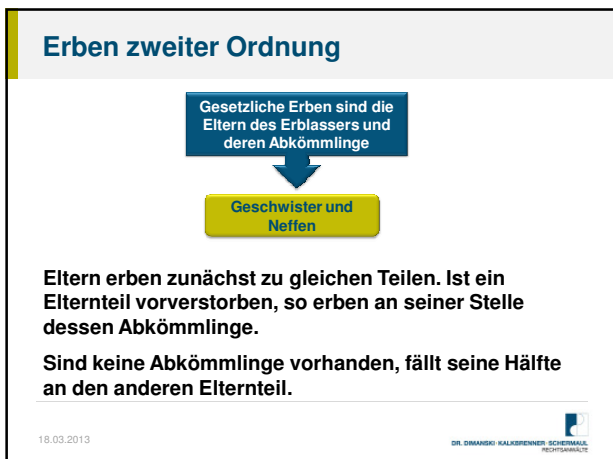 Erben zweiter Ordnung
Gesetzliche Erben sind die
Eltern des Erblassers und
deren Abkömmlinge
Geschwister und
Neffen
Eltern erben zunächst zu gleichen Teilen. Ist ein
Elternteil vorverstorben, so erben an seiner Stelle
dessen Abkömmlinge.
Sind keine Abkömmlinge vorhanden, fällt seine Hälfte
an den anderen Elternteil.
18.03.2013
DR. DIMANSKI·KALKBRENNER·SCHERMAUL
RECHTSANWÄLTE